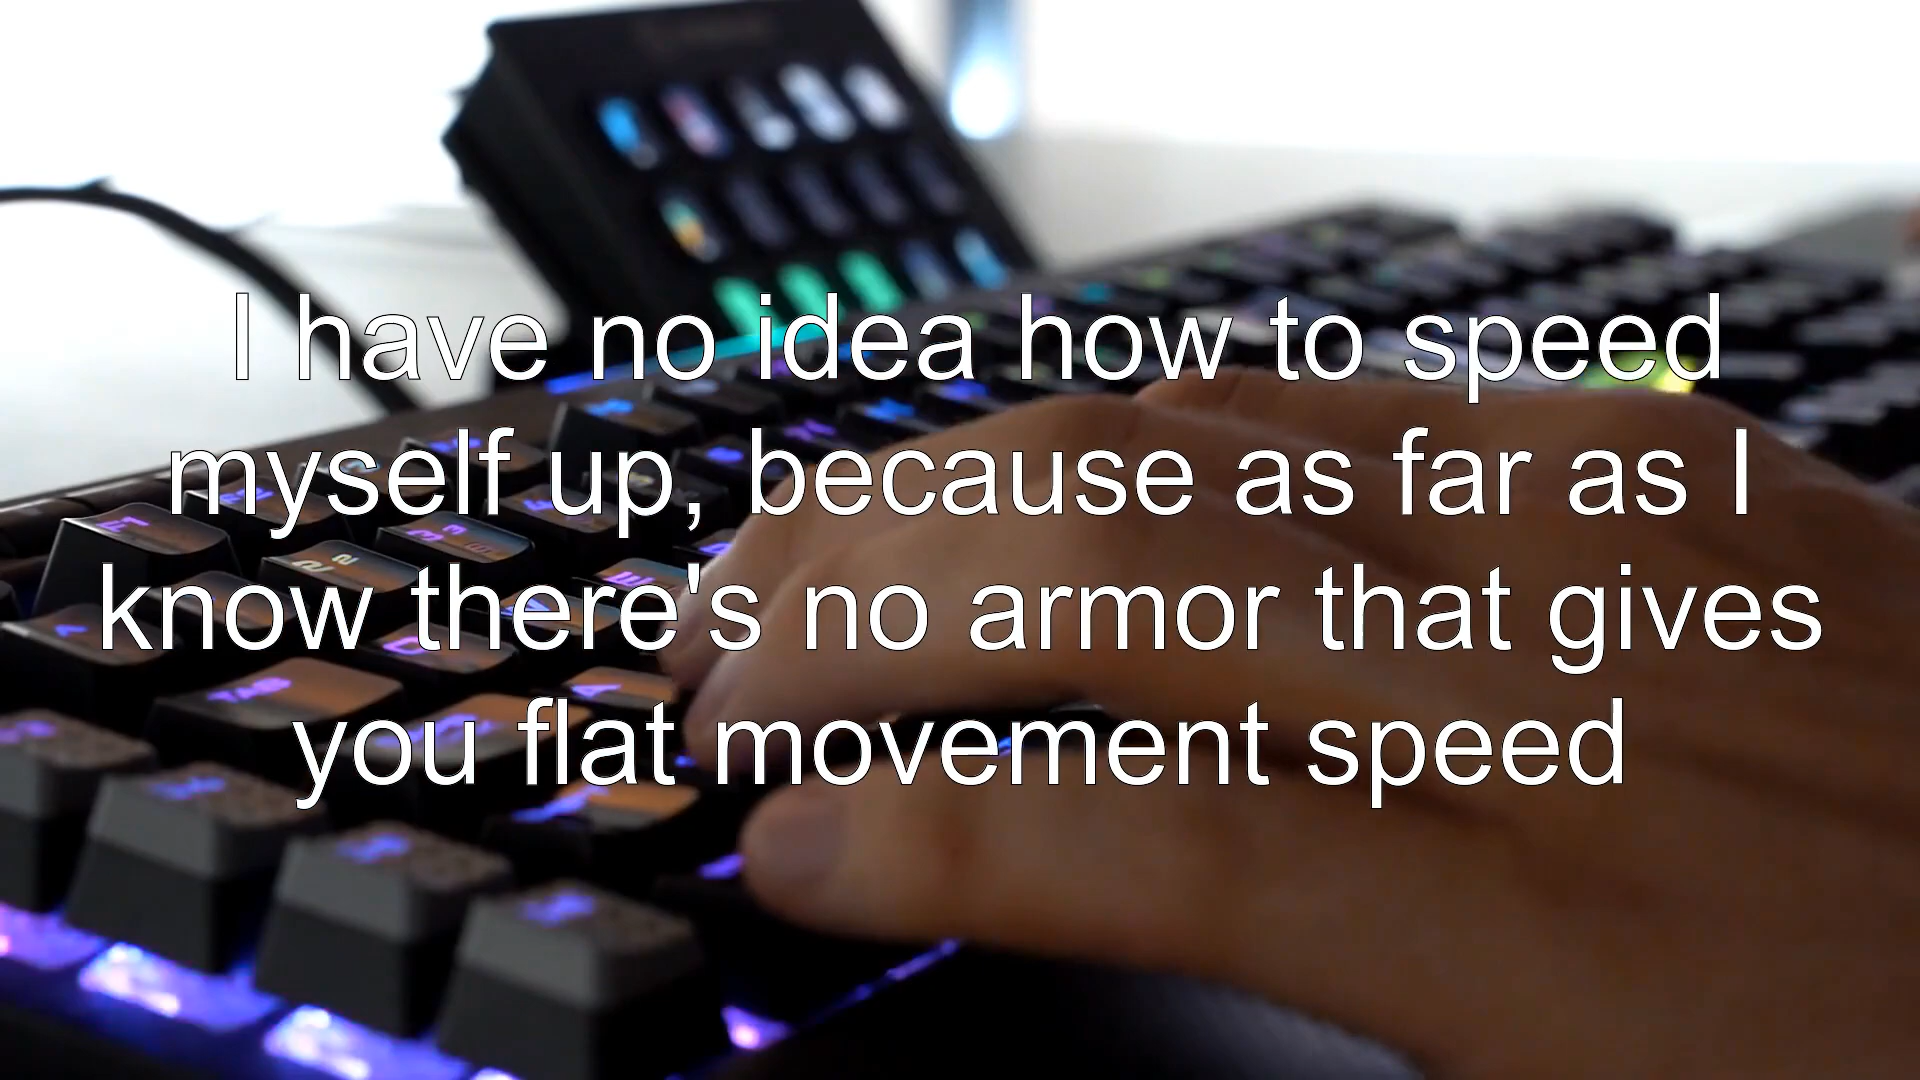 I have no idea how to speed
myself up, because as far as I
know there's no armor that gives
you flat movement speed
TAB